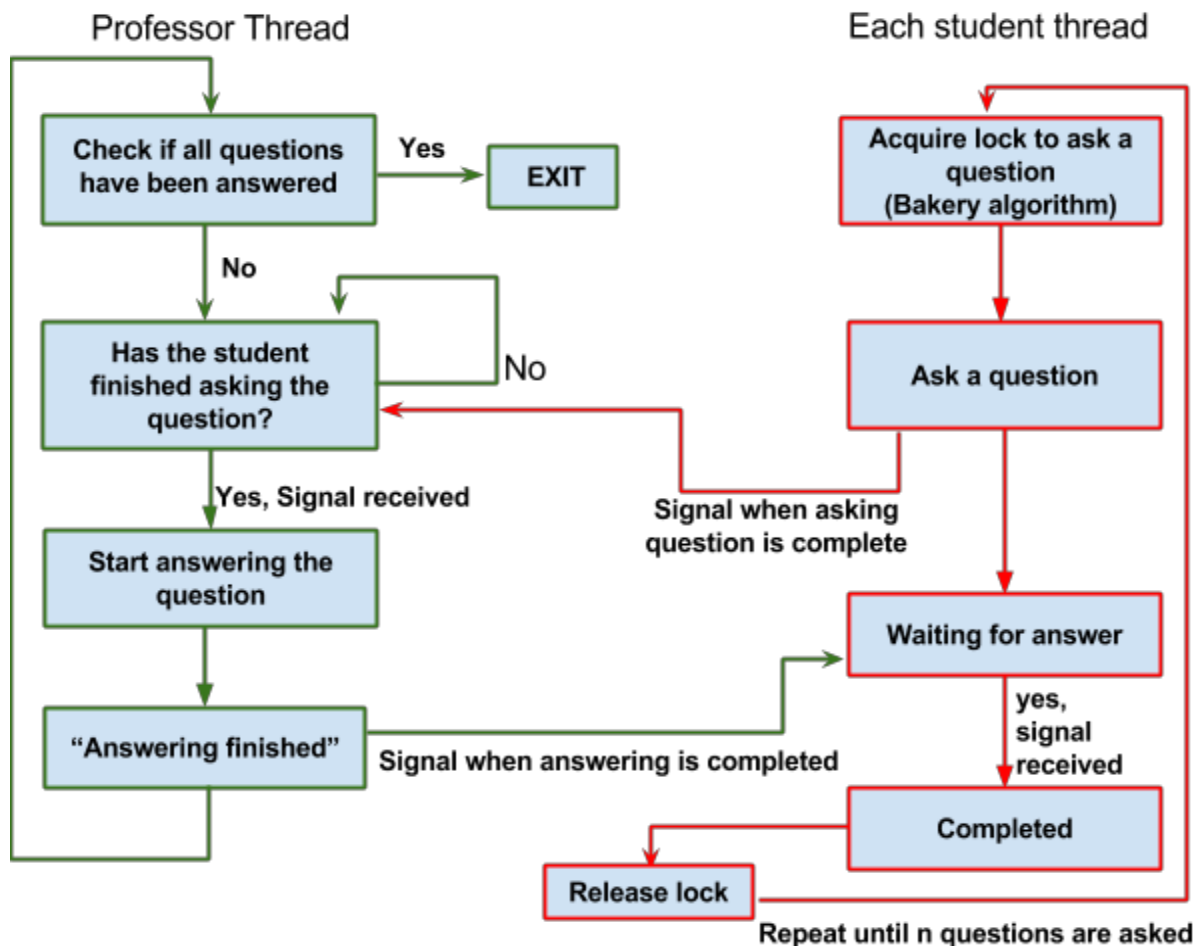 Professor Thread
Each student thread
Check if all questions
have been answered
Yes
EXIT
No
Has the student
finished asking the
question?
No
Yes, Signal received
Start answering the
question
“Answering finished”
Signal when answering is completed
Acquire lock to ask a
question
(Bakery algorithm)
Ask a question
Signal when asking
question is complete
Waiting for answer
yes,
signal
received
Completed
Release lock
Repeat until n questions are asked